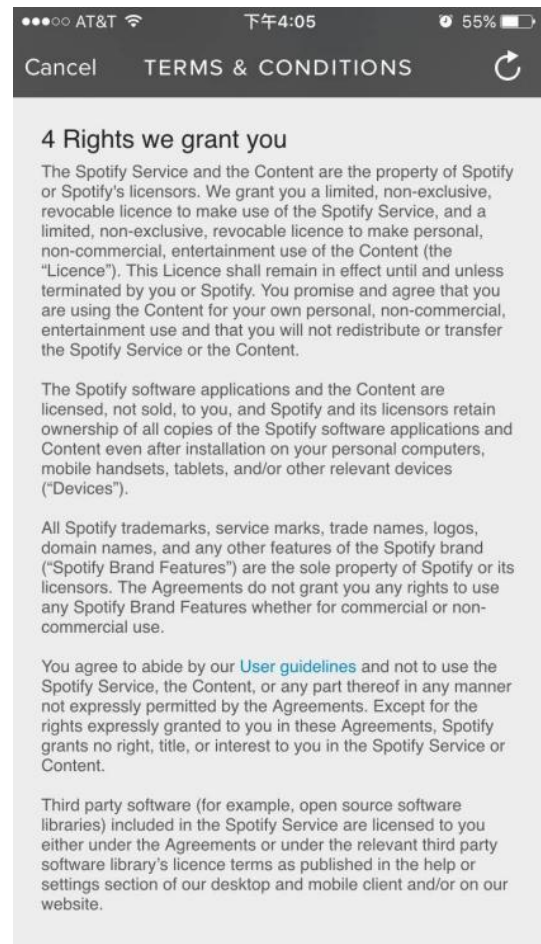 AT&T 下午4:05 55%
Cancel TERMS & CONDITIONS
4 Rights we grant you
The Spotify Service and the Content are the property of Spotify
or Spotify's licensors. We grant you a limited, non-exclusive,
revocable licence to make use of the Spotify Service, and a
limited, non-exclusive, revocable licence to make personal,
non-commercial, entertainment use of the Content (the
“Licence”). This Licence shall remain in effect until and unless
terminated by you or Spotify. You promise and agree that you
are using the Content for your own personal, non-commercial,
entertainment use and that you will not redistribute or transfer
the Spotify Service or the Content.
The Spotify software applications and the Content are
licensed, not sold, to you, and Spotify and its licensors retain
ownership of all copies of the Spotify software applications and
Content even after installation on your personal computers,
mobile handsets, tablets, and/or other relevant devices
(“Devices”).
All Spotify trademarks, service marks, trade names, logos,
domain names, and any other features of the Spotify brand
(“Spotify Brand Features”) are the sole property of Spotify or its
licensors. The Agreements do not grant you any rights to use
any Spotify Brand Features whether for commercial or non-
commercial use.
You agree to abide by our User guidelines and not to use the
Spotify Service, the Content, or any part thereof in any manner
not expressly permitted by the Agreements. Except for the
rights expressly granted to you in these Agreements, Spotify
grants no right, title, or interest to you in the Spotify Service or
Content.
Third party software (for example, open source software
libraries) included in the Spotify Service are licensed to you
either under the Agreements or under the relevant third party
software library's licence terms as published in the help or
settings section of our desktop and mobile client and/or on our
website.